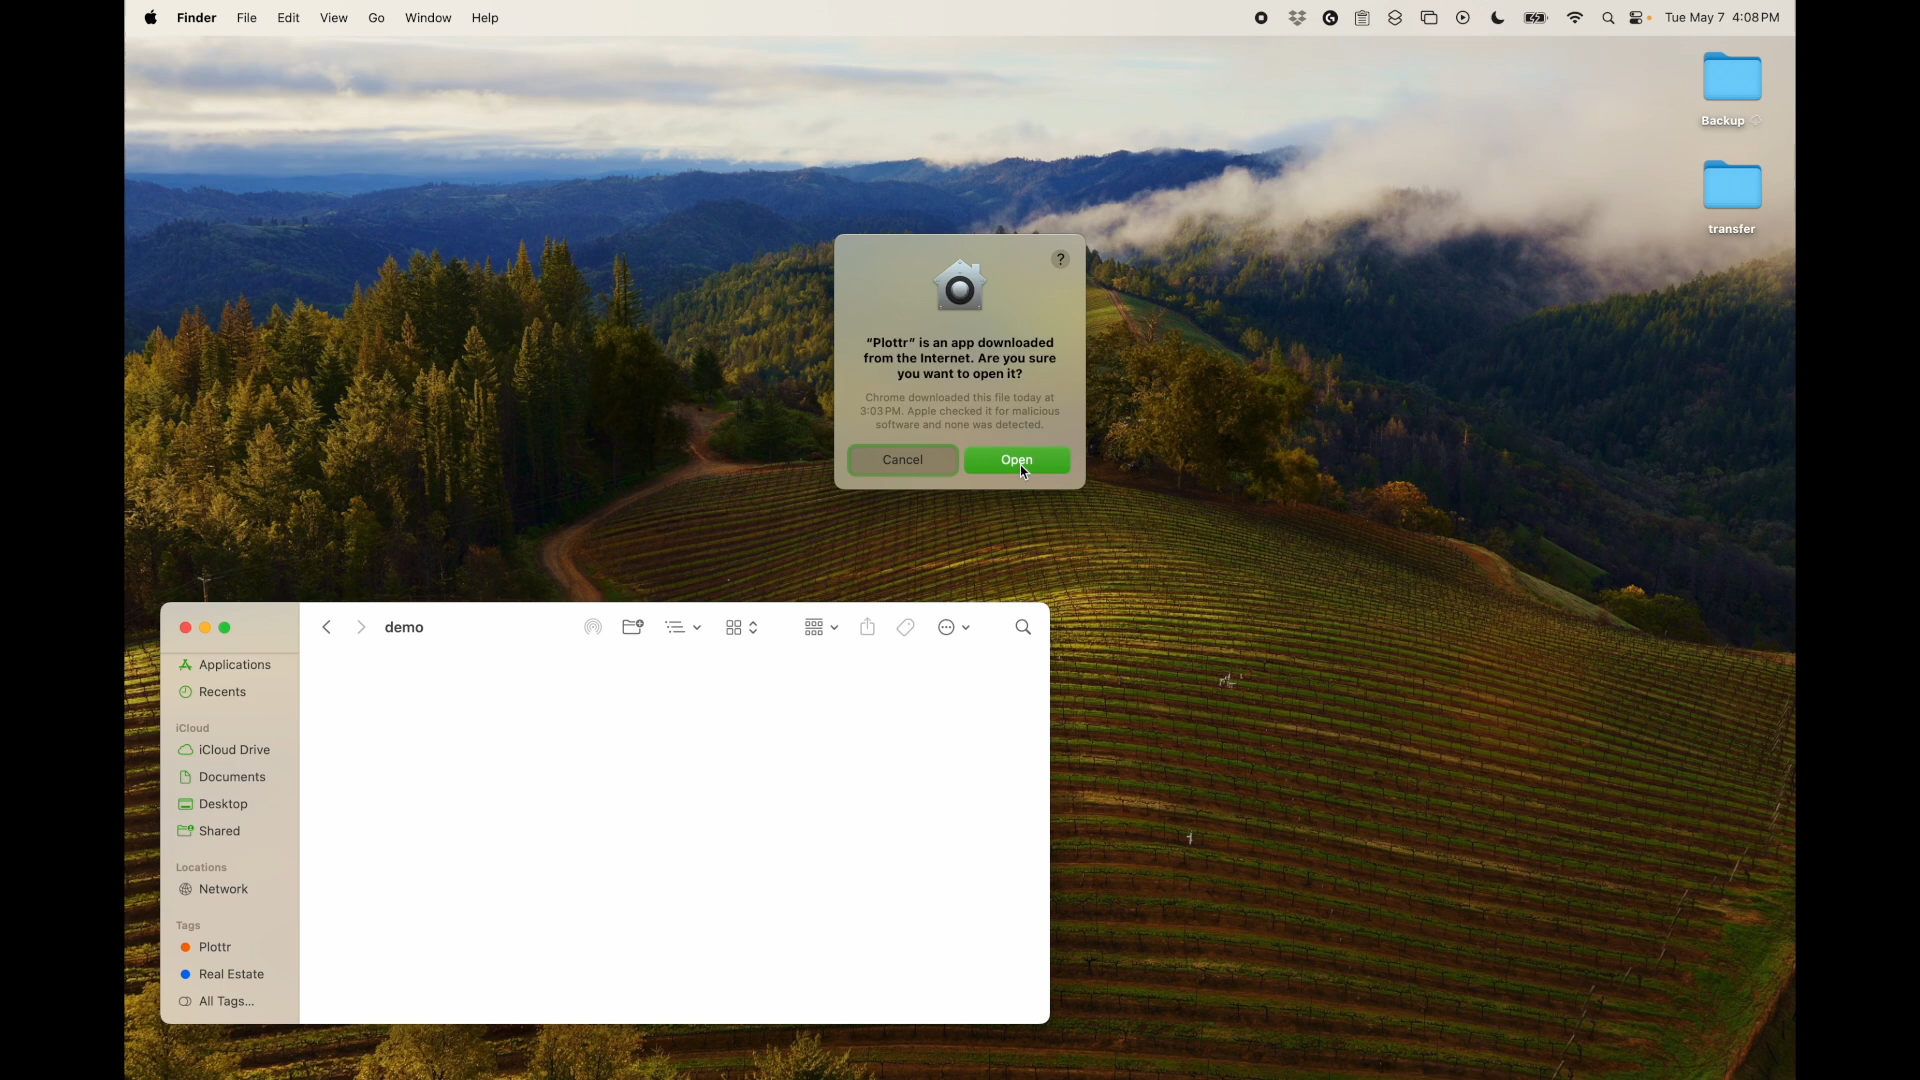 Finder File Edit View Go Window Help
Tue May 7 4:08 PM
Backup
transfer
?
"Plottr" is an app downloaded
from the Internet. Are you sure
you want to open it?
Chrome downloaded this file today at
3:03 PM. Apple checked it for malicious
software and none was detected.
Cancel
Open
demo
Applications
Recents
iCloud
iCloud Drive
Documents
Desktop
Shared
Locations
Network
Tags
Plottr
Real Estate
All Tags...